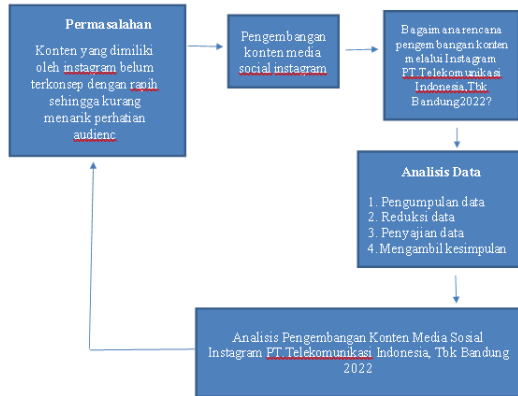 Permasalahan
Konten yang dimiliki
oleh instagram belum
terkonsep dengan rapih
sehingga kurang
menarik perhatian
audienc
Pengembangan
konten media
social instagram
Bagaimana rencana
pengembangan konten
melalui Instagram
PT.Telekomunikasi
Indonesia,Tbk
Bandung2022?
Analisis Data
1. Pengumpulan data
2. Reduksi data
3. Penyajian data
4. Mengambil kesimpulan
Analisis Pengembangan Konten Media Sosial
Instagram PT.Telekomunikasi Indonesia, Tbk Bandung
2022